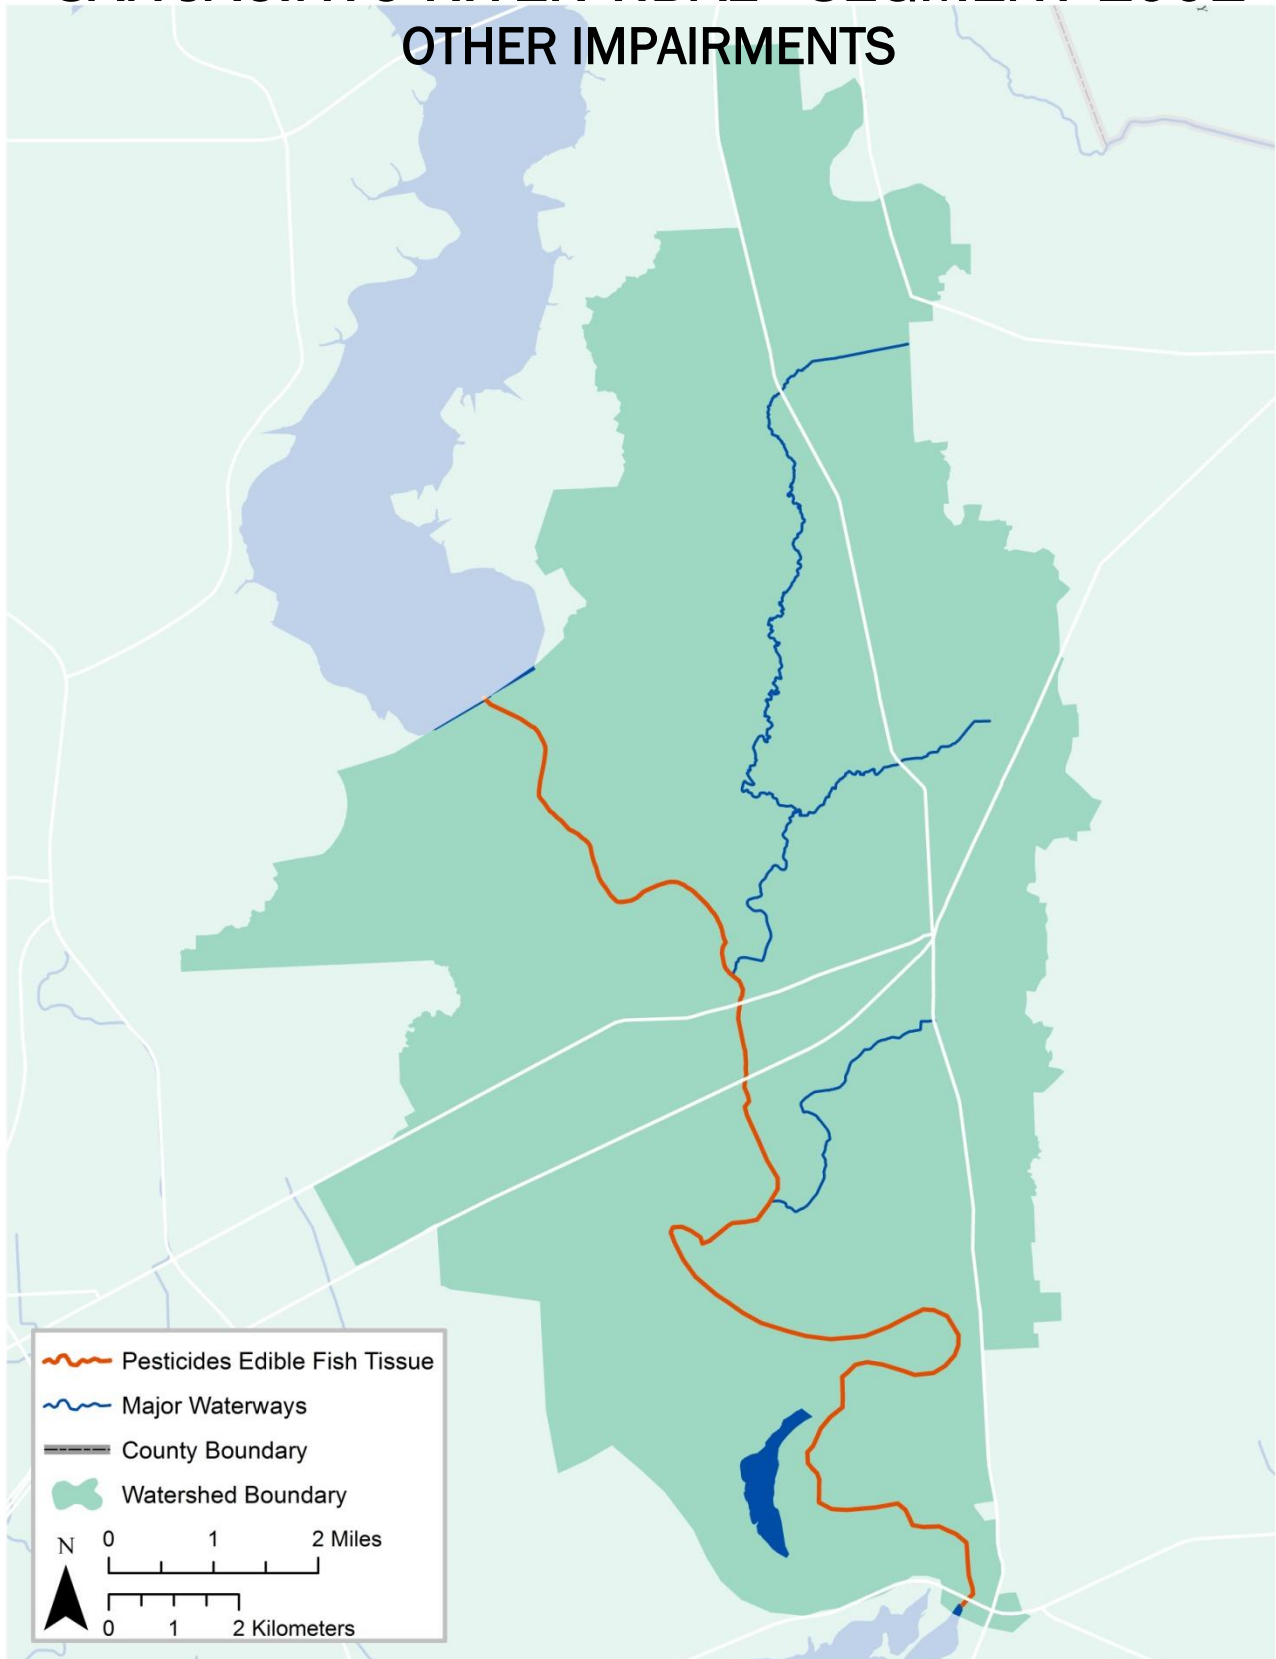 OTHER IMPAIRMENTS
Pesticides Edible Fish Tissue
Major Waterways
County Boundary
Watershed Boundary
N
0 1 2 Miles
0 1 2 Kilometers